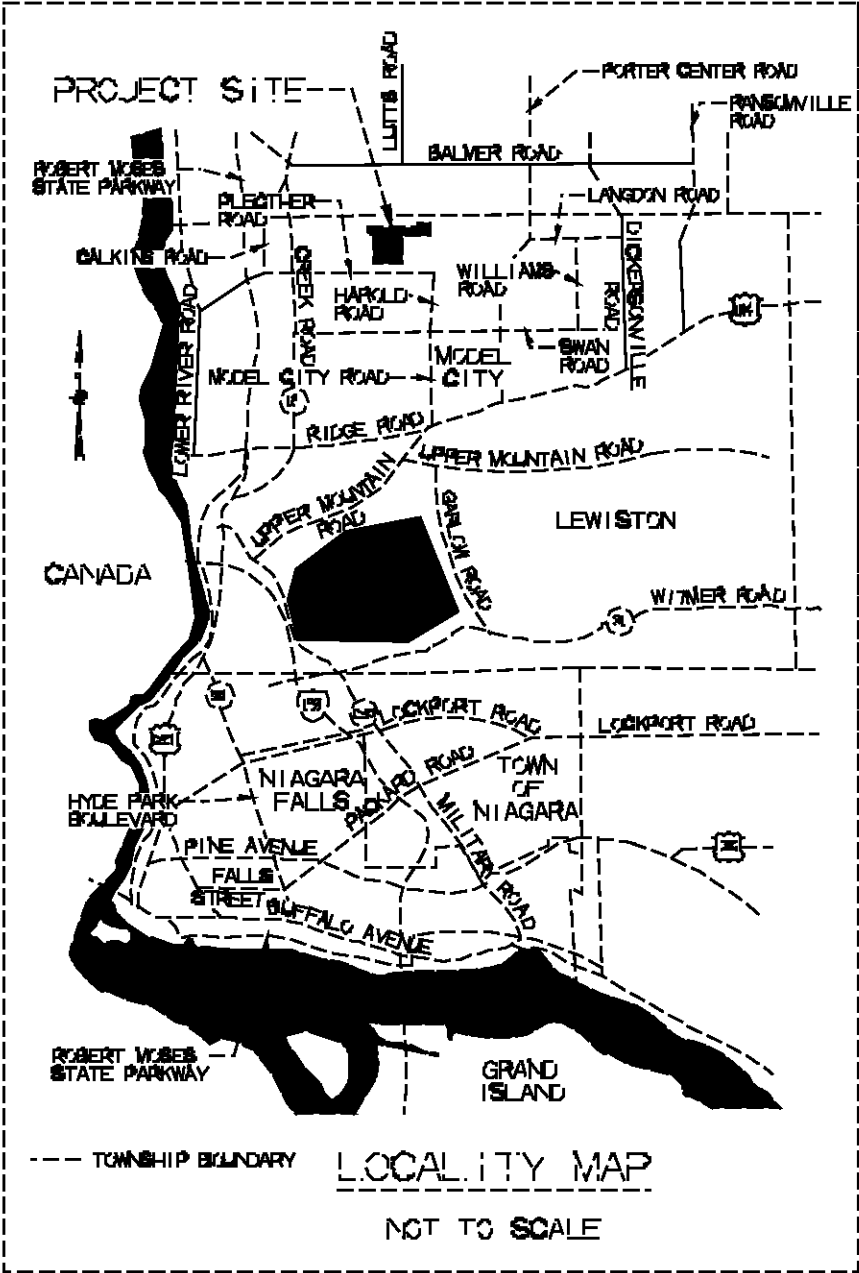 LUTTS ROAD
PROJECT SITE
PORTER CENTER ROAD
RANSOMVILLE
ROAD
BALMER ROAD
ROBERT MOSES
STATE PARKWAY
PLECTHER
ROAD
LANGDON ROAD
CALKINS ROAD
CREEK ROAD
DICKERSONVILLE
ROAD
WILLIAMS
ROAD
HAROLD
ROAD
LOWER RIVER ROAD
SWAN
ROAD
MODEL
CITY
MODEL CITY ROAD
RIDGE ROAD
UPPER MOUNTAIN ROAD
UPPER MOUNTAIN
ROAD
GARLOW ROAD
LEWISTON
CANADA
WITMER ROAD
LOCKPORT ROAD
LOCKPORT ROAD
NIAGARA
FALLS
PACKARD ROAD
TOWN
OF
NIAGARA
HYDE PARK
BOULEVARD
MILITARY ROAD
PINE AVENUE
FALLS
STREET
BUFFALO AVENUE
ROBERT MOSES
STATE PARKWAY
GRAND
ISLAND
TOWNSHIP BOUNDARY
LOCALITY MAP
NOT TO SCALE